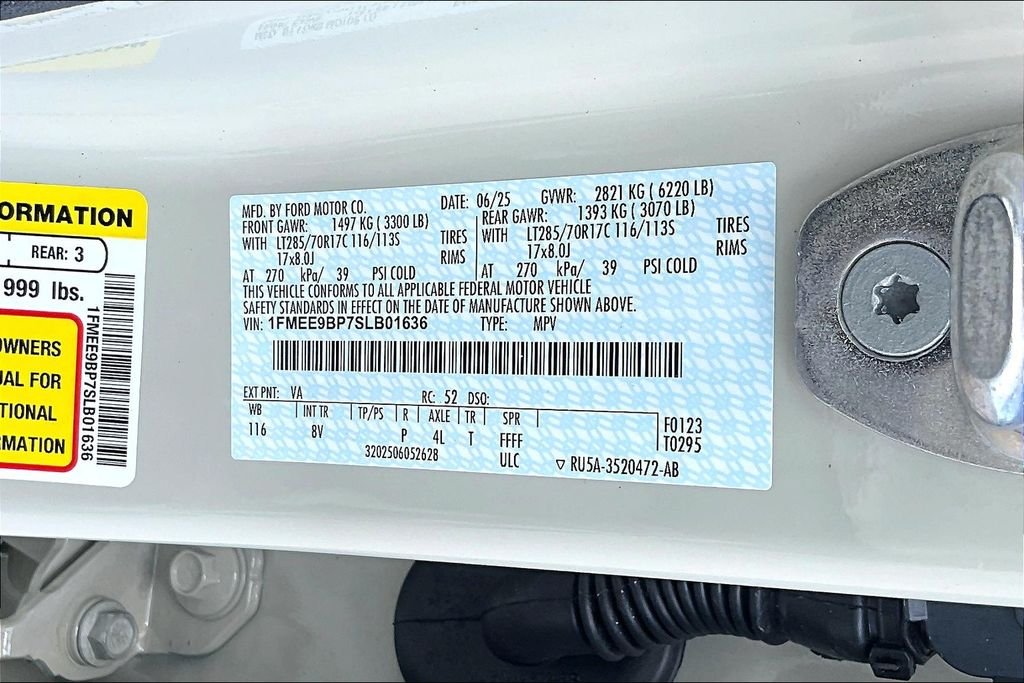 ORMATION
REAR: 3
999 lbs.
OWNERS
UAL FOR
TIONAL
RMATION
1FMEE9BP7SLB01636
MFD. BY FORD MOTOR CO. DATE: 06/25 GVWR: 2821 KG ( 6220 LB)
FRONT GAWR: 1497 KG ( 3300 LB) REAR GAWR: 1393 KG ( 3070 LB)
WITH LT285/70R17C 116/113S TIRES WITH LT285/70R17C 116/113S TIRES
17x8.0J RIMS 17x8.0J RIMS
AT 270 kPa/ 39 PSI COLD AT 270 kPa/ 39 PSI COLD
THIS VEHICLE CONFORMS TO ALL APPLICABLE FEDERAL MOTOR VEHICLE
SAFETY STANDARDS IN EFFECT ON THE DATE OF MANUFACTURE SHOWN ABOVE.
VIN: 1FMEE9BP7SLB01636 TYPE: MPV
EXT PNT: VA RC: 52 DSO:
WB INT TR TP/PS R AXLE TR SPR F0123
116 8V P 4L T FFFF T0295
320250605262B ULC ▽ RU5A-3520472-AB